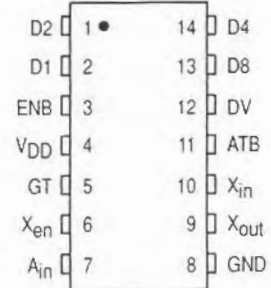 D2 1 14 D4
D1 2 13 D8
ENB 3 12 DV
VDD 4 11 ATB
GT 5 10 Xin
Xen 6 9 Xout
Ain 7 8 GND